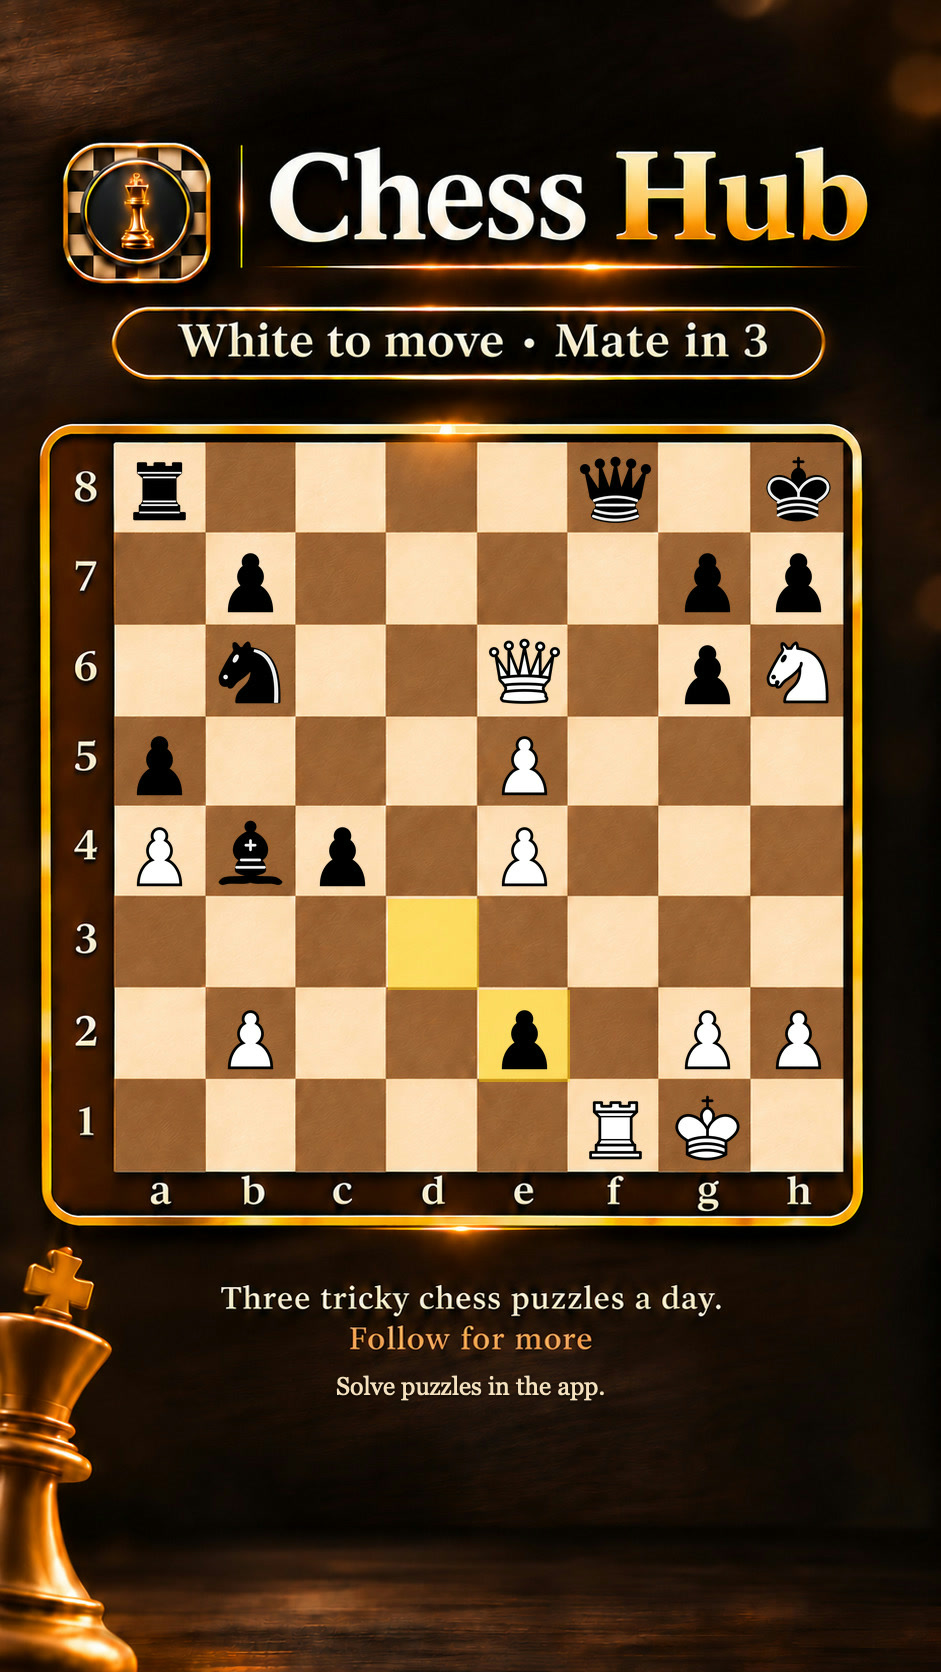 Chess Hub
White to move • Mate in 3
8
7
6
5
4
3
2
1
a b c d e f g h
Three tricky chess puzzles a day.
Follow for more
Solve puzzles in the app.